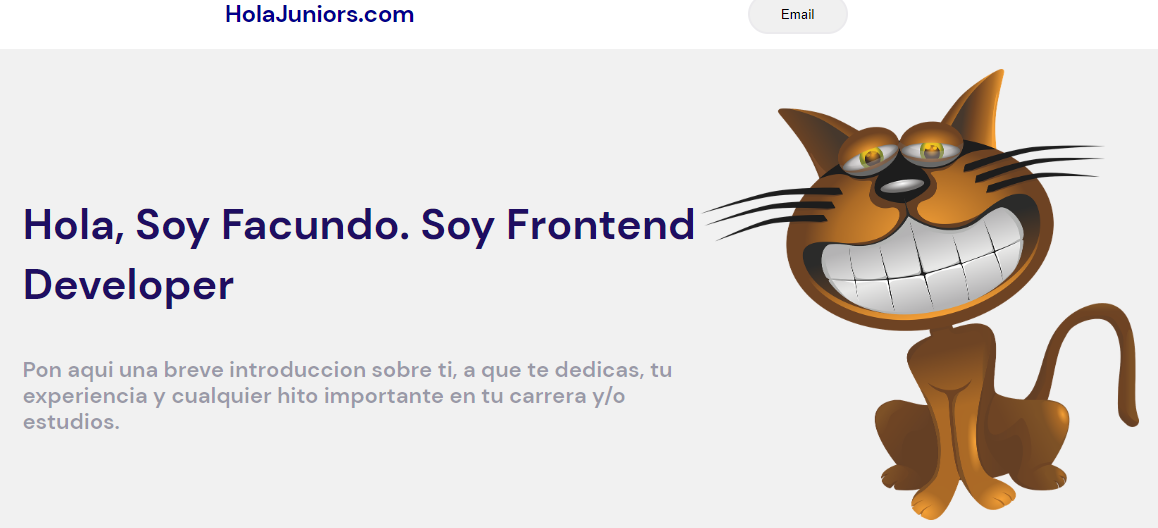 HolaJuniors.com
Email
Hola, Soy Facundo. Soy Frontend
Developer
Pon aqui una breve introduccion sobre ti, a que te dedicas, tu
experiencia y cualquier hito importante en tu carrera y/o
estudios.